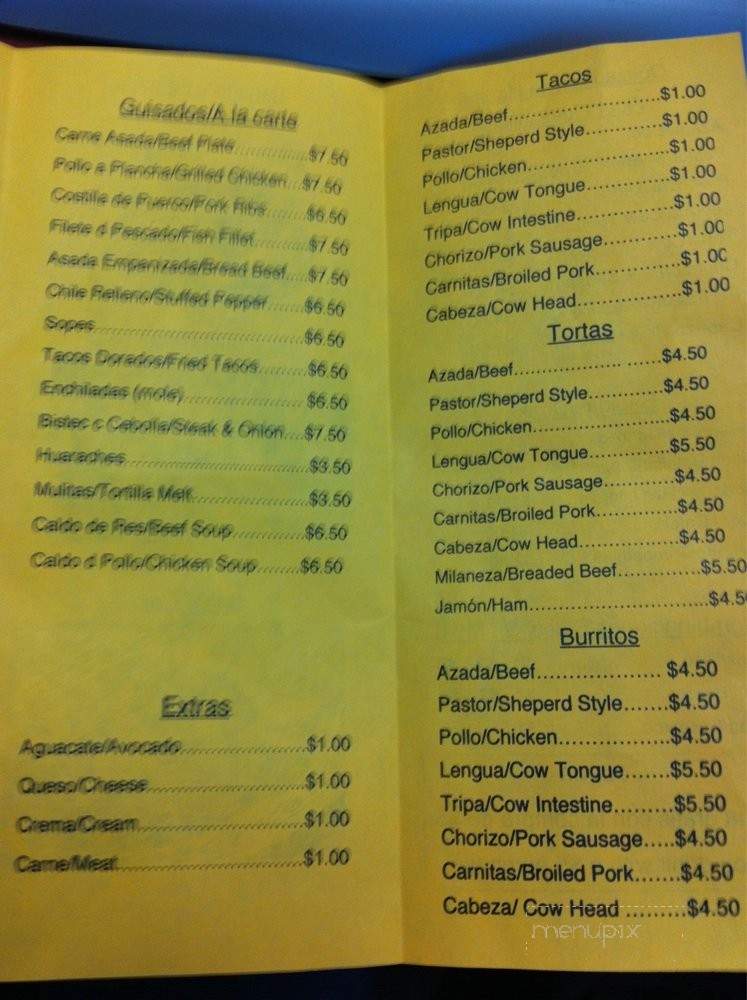 Guisados/A la carte
Carne Asada/Beef Plate...............$7.50
Pollo a Plancha/Grilled Chicken...$7.50
Costilla de Puerco/Pork Ribs..............$6.50
Filete d Pescado/Fish Fillet............$7.50
Asada Empanizada/Bread Beef.....$7.50
Chile Relleno/Stuffed Pepper..........$6.50
Sopes..............................................$6.50
Tacos Dorados/Fried Tacos............$6.50
Enchiladas (mole)...........................$6.50
Bistec c Cebolla/Steak & Onion....$7.50
Huaraches.......................................$3.50
Mulitas/Tortilla Melt.........................$3.50
Caldo de Res/Beef Soup................$6.50
Caldo d Pollo/Chicken Soup.........$6.50
Extras
Aguacate/Avocado.......................$1.00
Queso/Cheese..............................$1.00
Crema/Cream...............................$1.00
Carne/Meat...................................$1.00
Tacos
Azada/Beef............................$1.00
Pastor/Sheperd Style..............$1.00
Pollo/Chicken..........................$1.00
Lengua/Cow Tongue...............$1.00
Tripa/Cow Intestine..................$1.00
Chorizo/Pork Sausage.............$1.00
Carnitas/Broiled Pork...............$1.00
Cabeza/Cow Head...................$1.00
Tortas
Azada/Beef................... ......$4.50
Pastor/Sheperd Style.............$4.50
Pollo/Chicken.........................$4.50
Lengua/Cow Tongue..............$5.50
Chorizo/Pork Sausage............$4.50
Carnitas/Broiled Pork..............$4.50
Cabeza/Cow Head..................$4.50
Milaneza/Breaded Beef.............$5.50
Jamón/Ham..............................$4.5
Burritos
Azada/Beef..................... $4.50
Pastor/Sheperd Style.......$4.50
Pollo/Chicken..................$4.50
Lengua/Cow Tongue.......$5.50
Tripa/Cow Intestine.........$5.50
Chorizo/Pork Sausage.....$4.50
Carnitas/Broiled Pork.......$4.50
Cabeza/ Cow Head .........$4.50
menupix